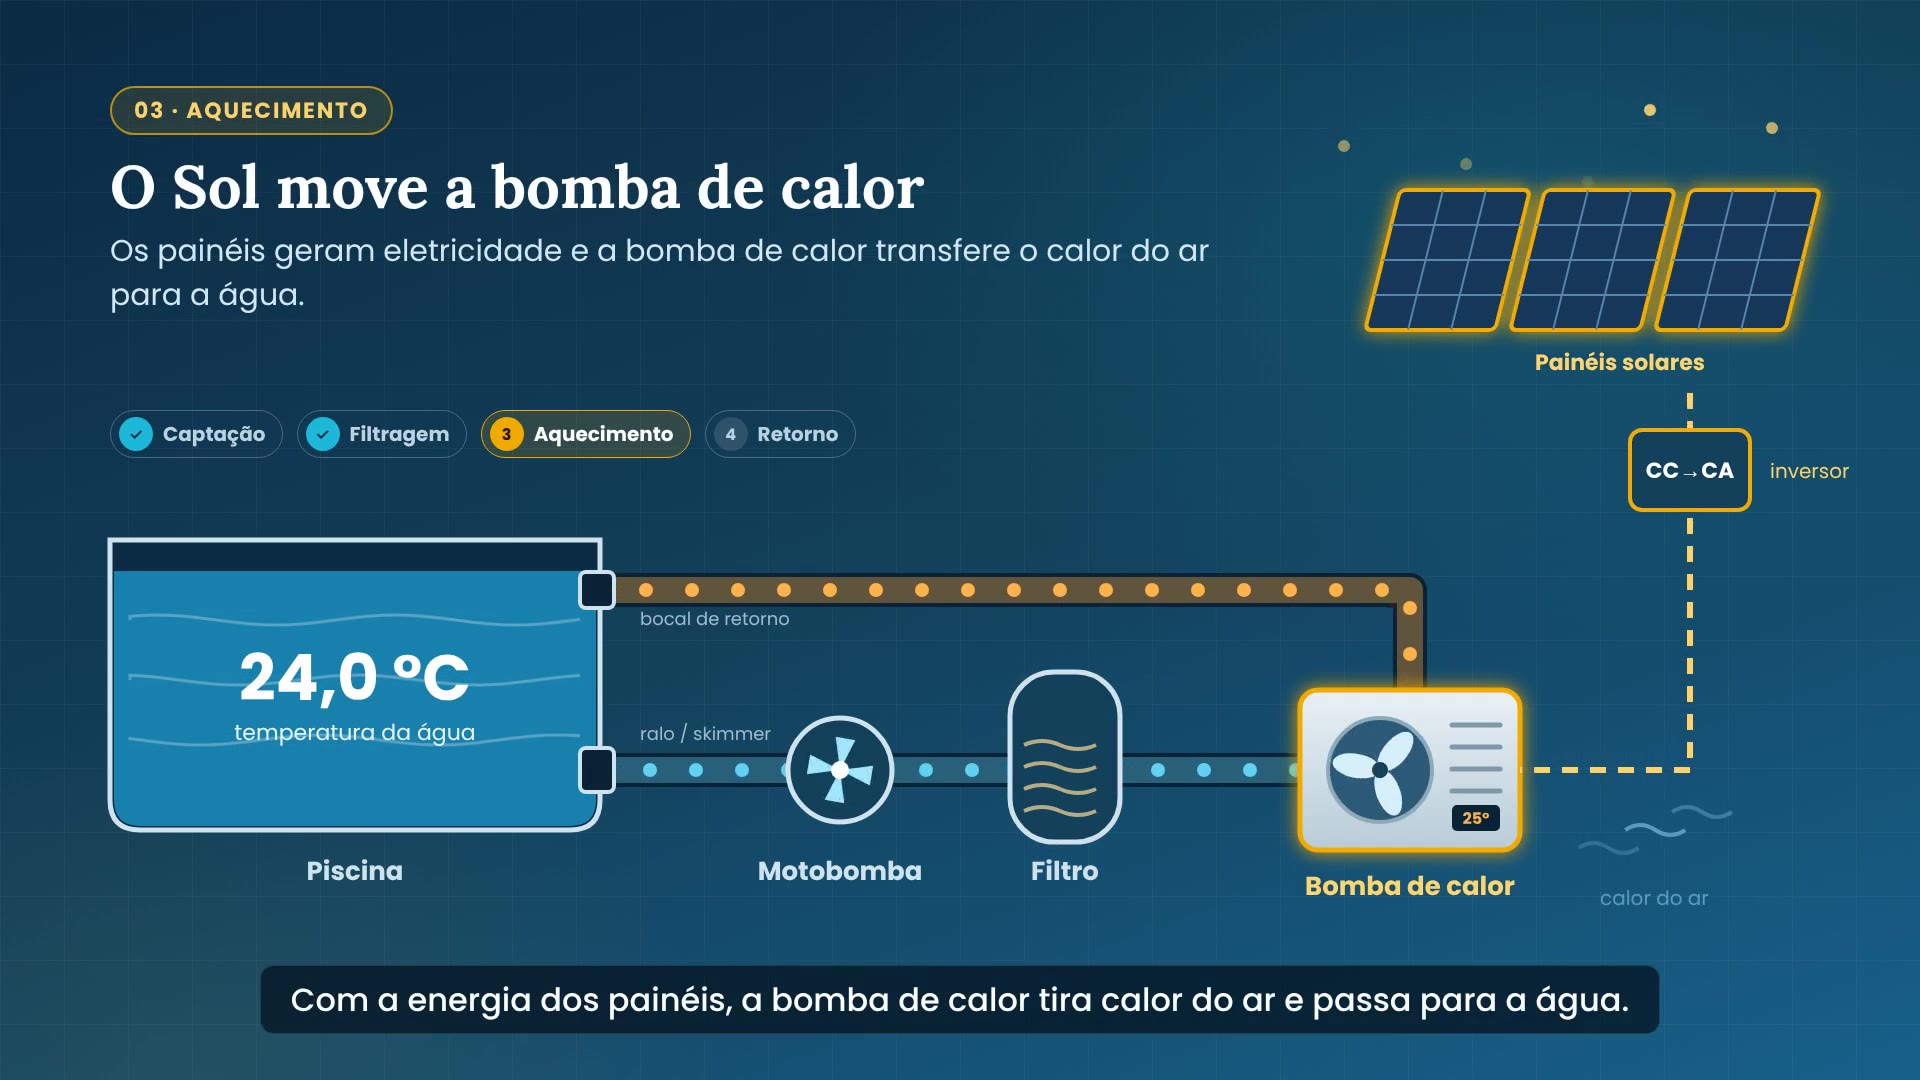 03 · AQUECIMENTO
O Sol move a bomba de calor
Os painéis geram eletricidade e a bomba de calor transfere o calor do ar
para a água.
Captação
Filtragem
3 Aquecimento
4 Retorno
Painéis solares
CC→CA
inversor
bocal de retorno
24,0 °C
temperatura da água
ralo / skimmer
25°
Piscina
Motobomba
Filtro
Bomba de calor
calor do ar
Com a energia dos painéis, a bomba de calor tira calor do ar e passa para a água.